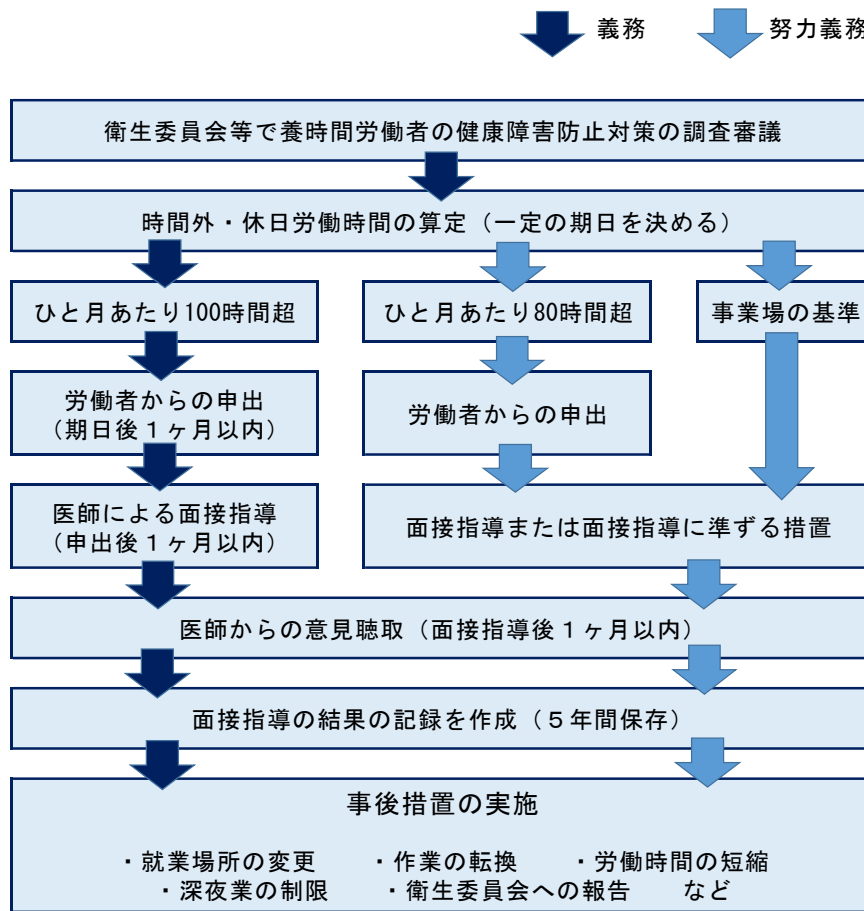 義務　努力義務
衛生委員会等で養時間労働者の健康障害防止対策の調査審議
時間外・休日労働時間の算定（一定の期日を決める）
ひと月あたり100時間超
ひと月あたり80時間超
事業場の基準
労働者からの申出
（期日後１ヶ月以内）
労働者からの申出
医師による面接指導
（申出後１ヶ月以内）
面接指導または面接指導に準ずる措置
医師からの意見聴取（面接指導後１ヶ月以内）
面接指導の結果の記録を作成（５年間保存）
事後措置の実施
・就業場所の変更　・作業の転換　・労働時間の短縮
・深夜業の制限　・衛生委員会への報告　など